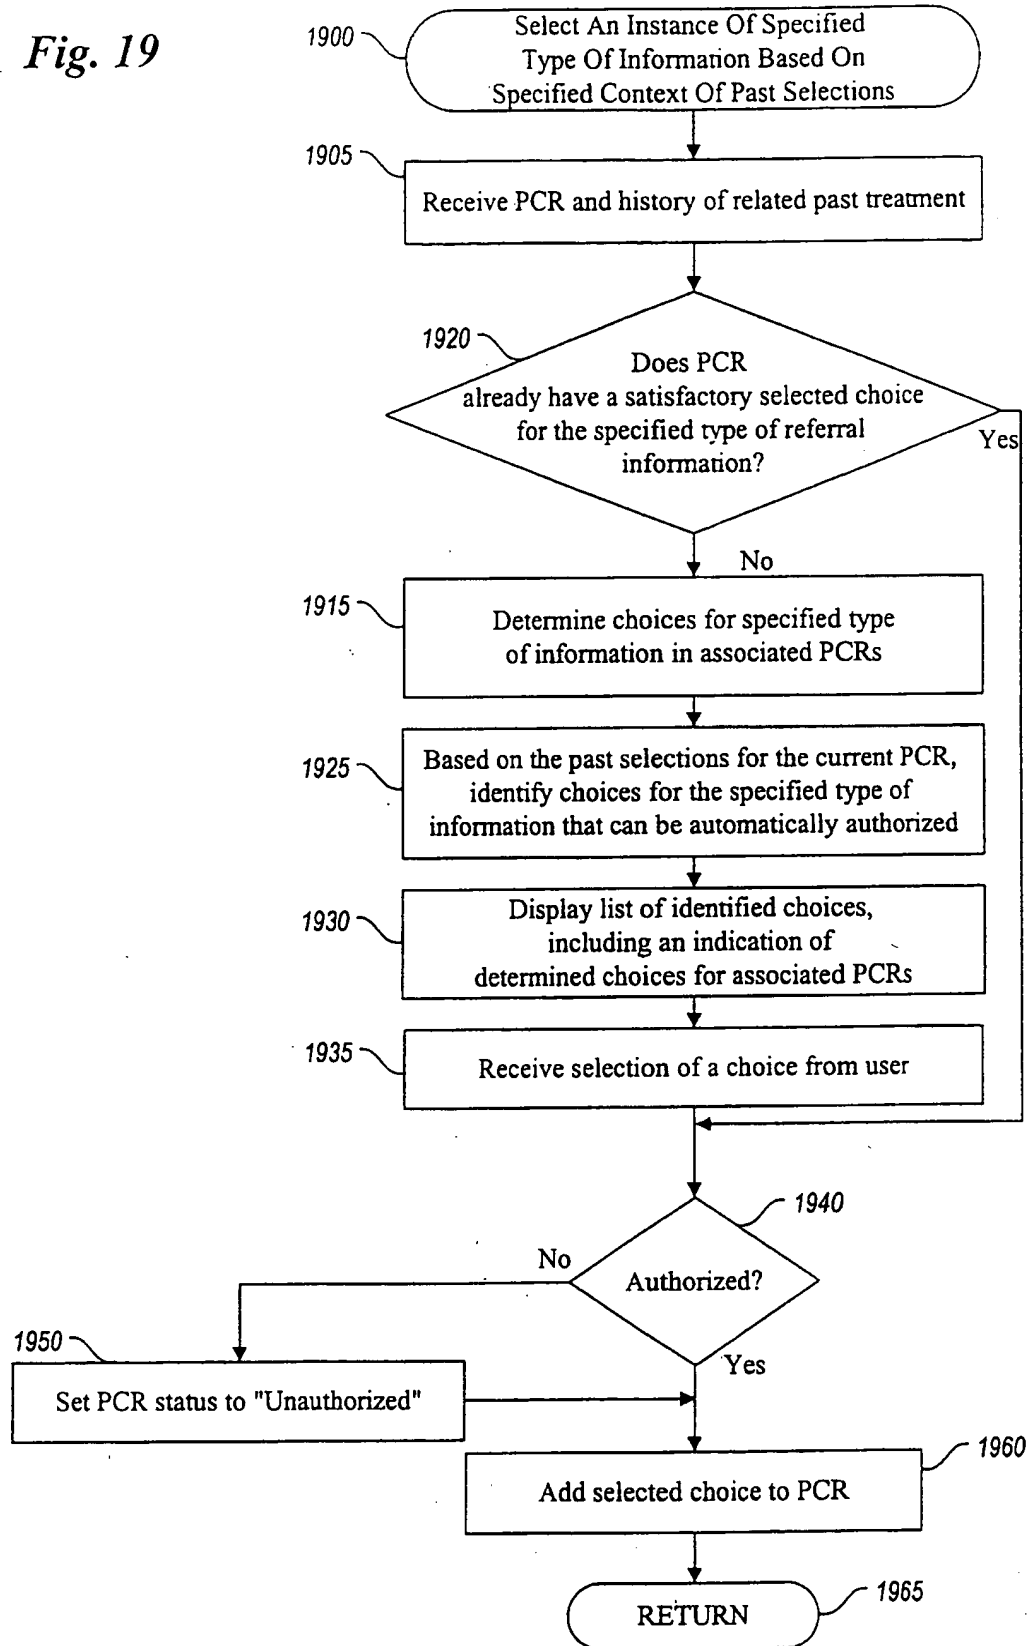 Fig. 19
1900
Select An Instance Of Specified
Type Of Information Based On
Specified Context Of Past Selections
1905
Receive PCR and history of related past treatment
1920
Does PCR
already have a satisfactory selected choice
for the specified type of referral
information?
Yes
No
1915
Determine choices for specified type
of information in associated PCRs
1925
Based on the past selections for the current PCR,
identify choices for the specified type of
information that can be automatically authorized
1930
Display list of identified choices,
including an indication of
determined choices for associated PCRs
1935
Receive selection of a choice from user
1940
No
Authorized?
1950
Yes
Set PCR status to "Unauthorized"
1960
Add selected choice to PCR
1965
RETURN